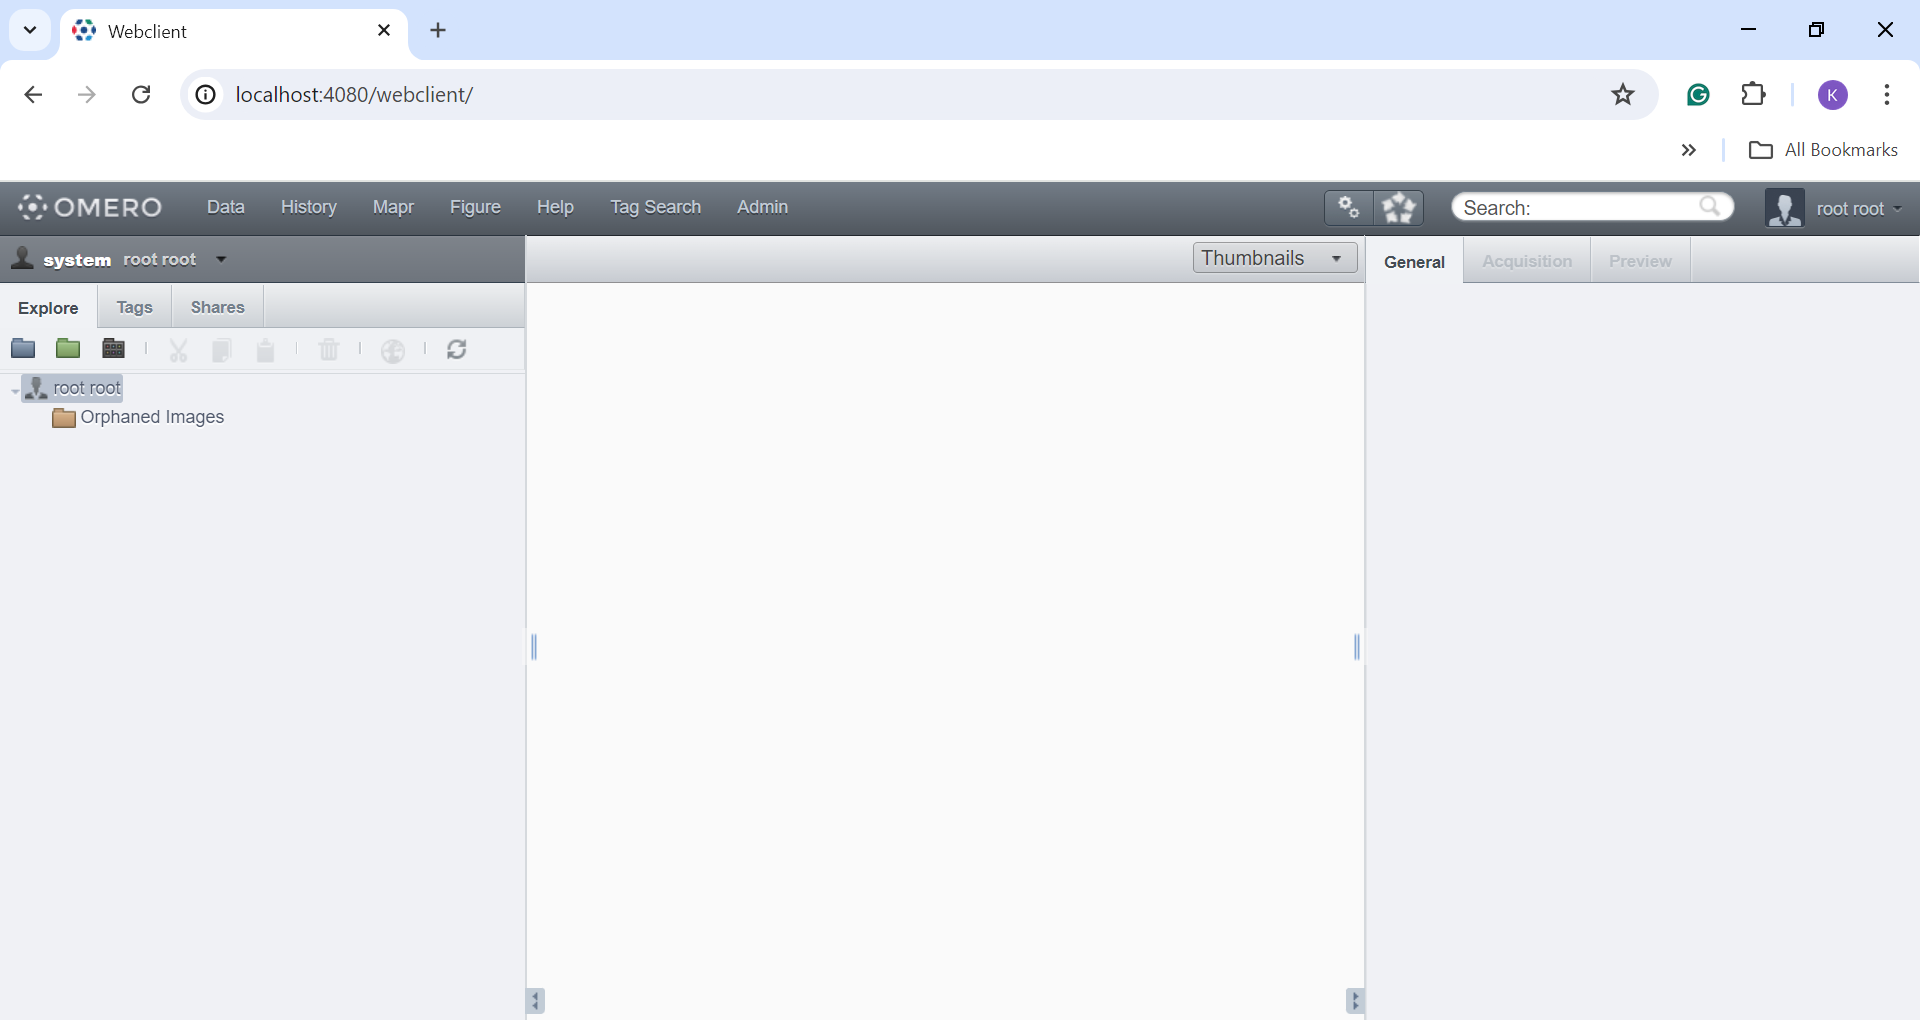 Webclient
localhost:4080/webclient/
K
All Bookmarks
OMERO Data History Mapr Figure Help Tag Search Admin Search: root root
system root root Thumbnails General Acquisition Preview
Explore Tags Shares
root root
Orphaned Images